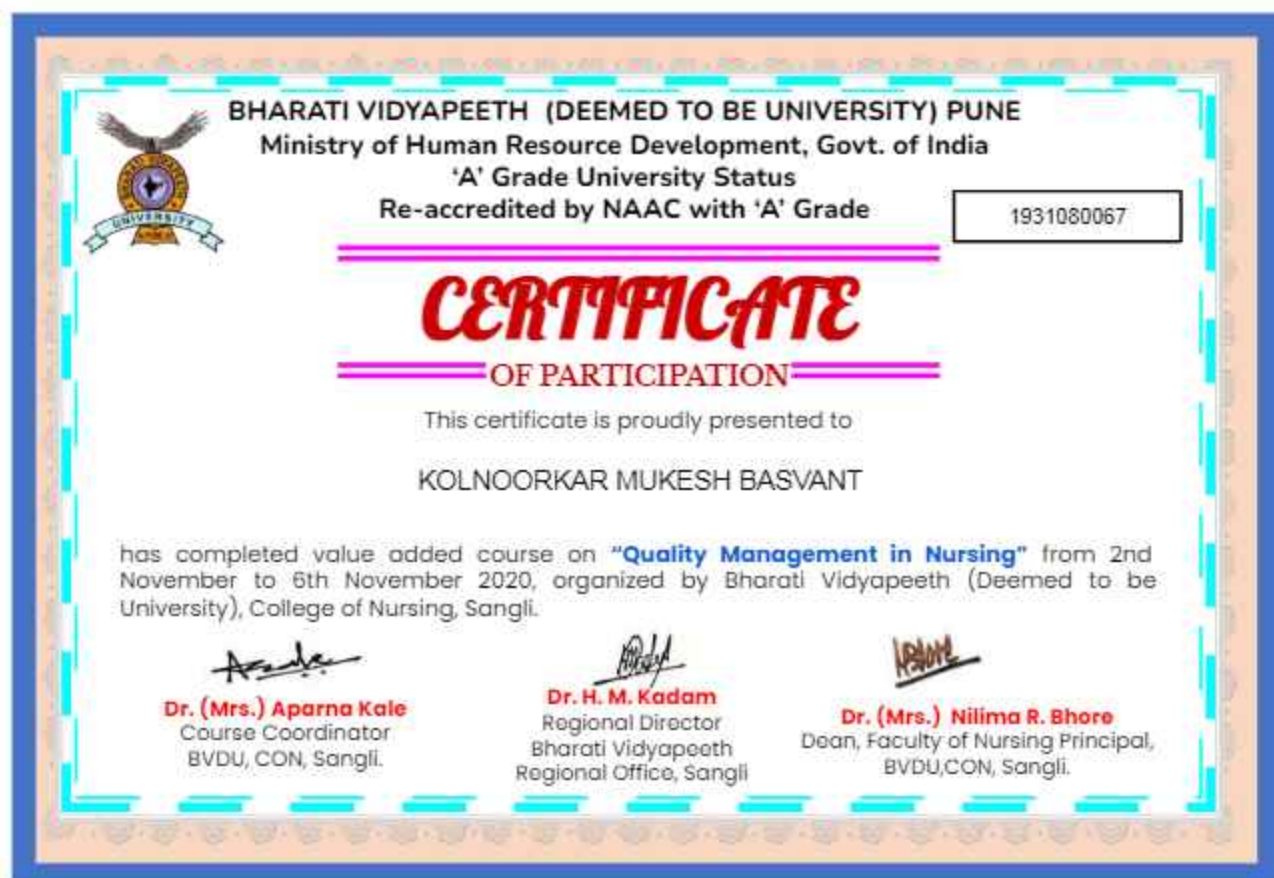 BHARATI VIDYAPEETH (DEEMED TO BE UNIVERSITY) PUNE
Ministry of Human Resource Development, Govt. of India
‘A’ Grade University Status
Re-accredited by NAAC with ‘A’ Grade
1931080067
BHARATI VIDYAPEETH
UNIVERSITY
CERTIFICATE
OF PARTICIPATION
This certificate is proudly presented to
KOLNOORKAR MUKESH BASVANT
has completed value added course on “Quality Management in Nursing” from 2nd
November to 6th November 2020, organized by Bharati Vidyapeeth (Deemed to be
University), College of Nursing, Sangli.
Dr. (Mrs.) Aparna Kale
Course Coordinator
BVDU, CON, Sangli.
Dr. H. M. Kadam
Regional Director
Bharati Vidyapeeth
Regional Office, Sangli
Dr. (Mrs.) Nilima R. Bhore
Dean, Faculty of Nursing Principal,
BVDU,CON, Sangli.